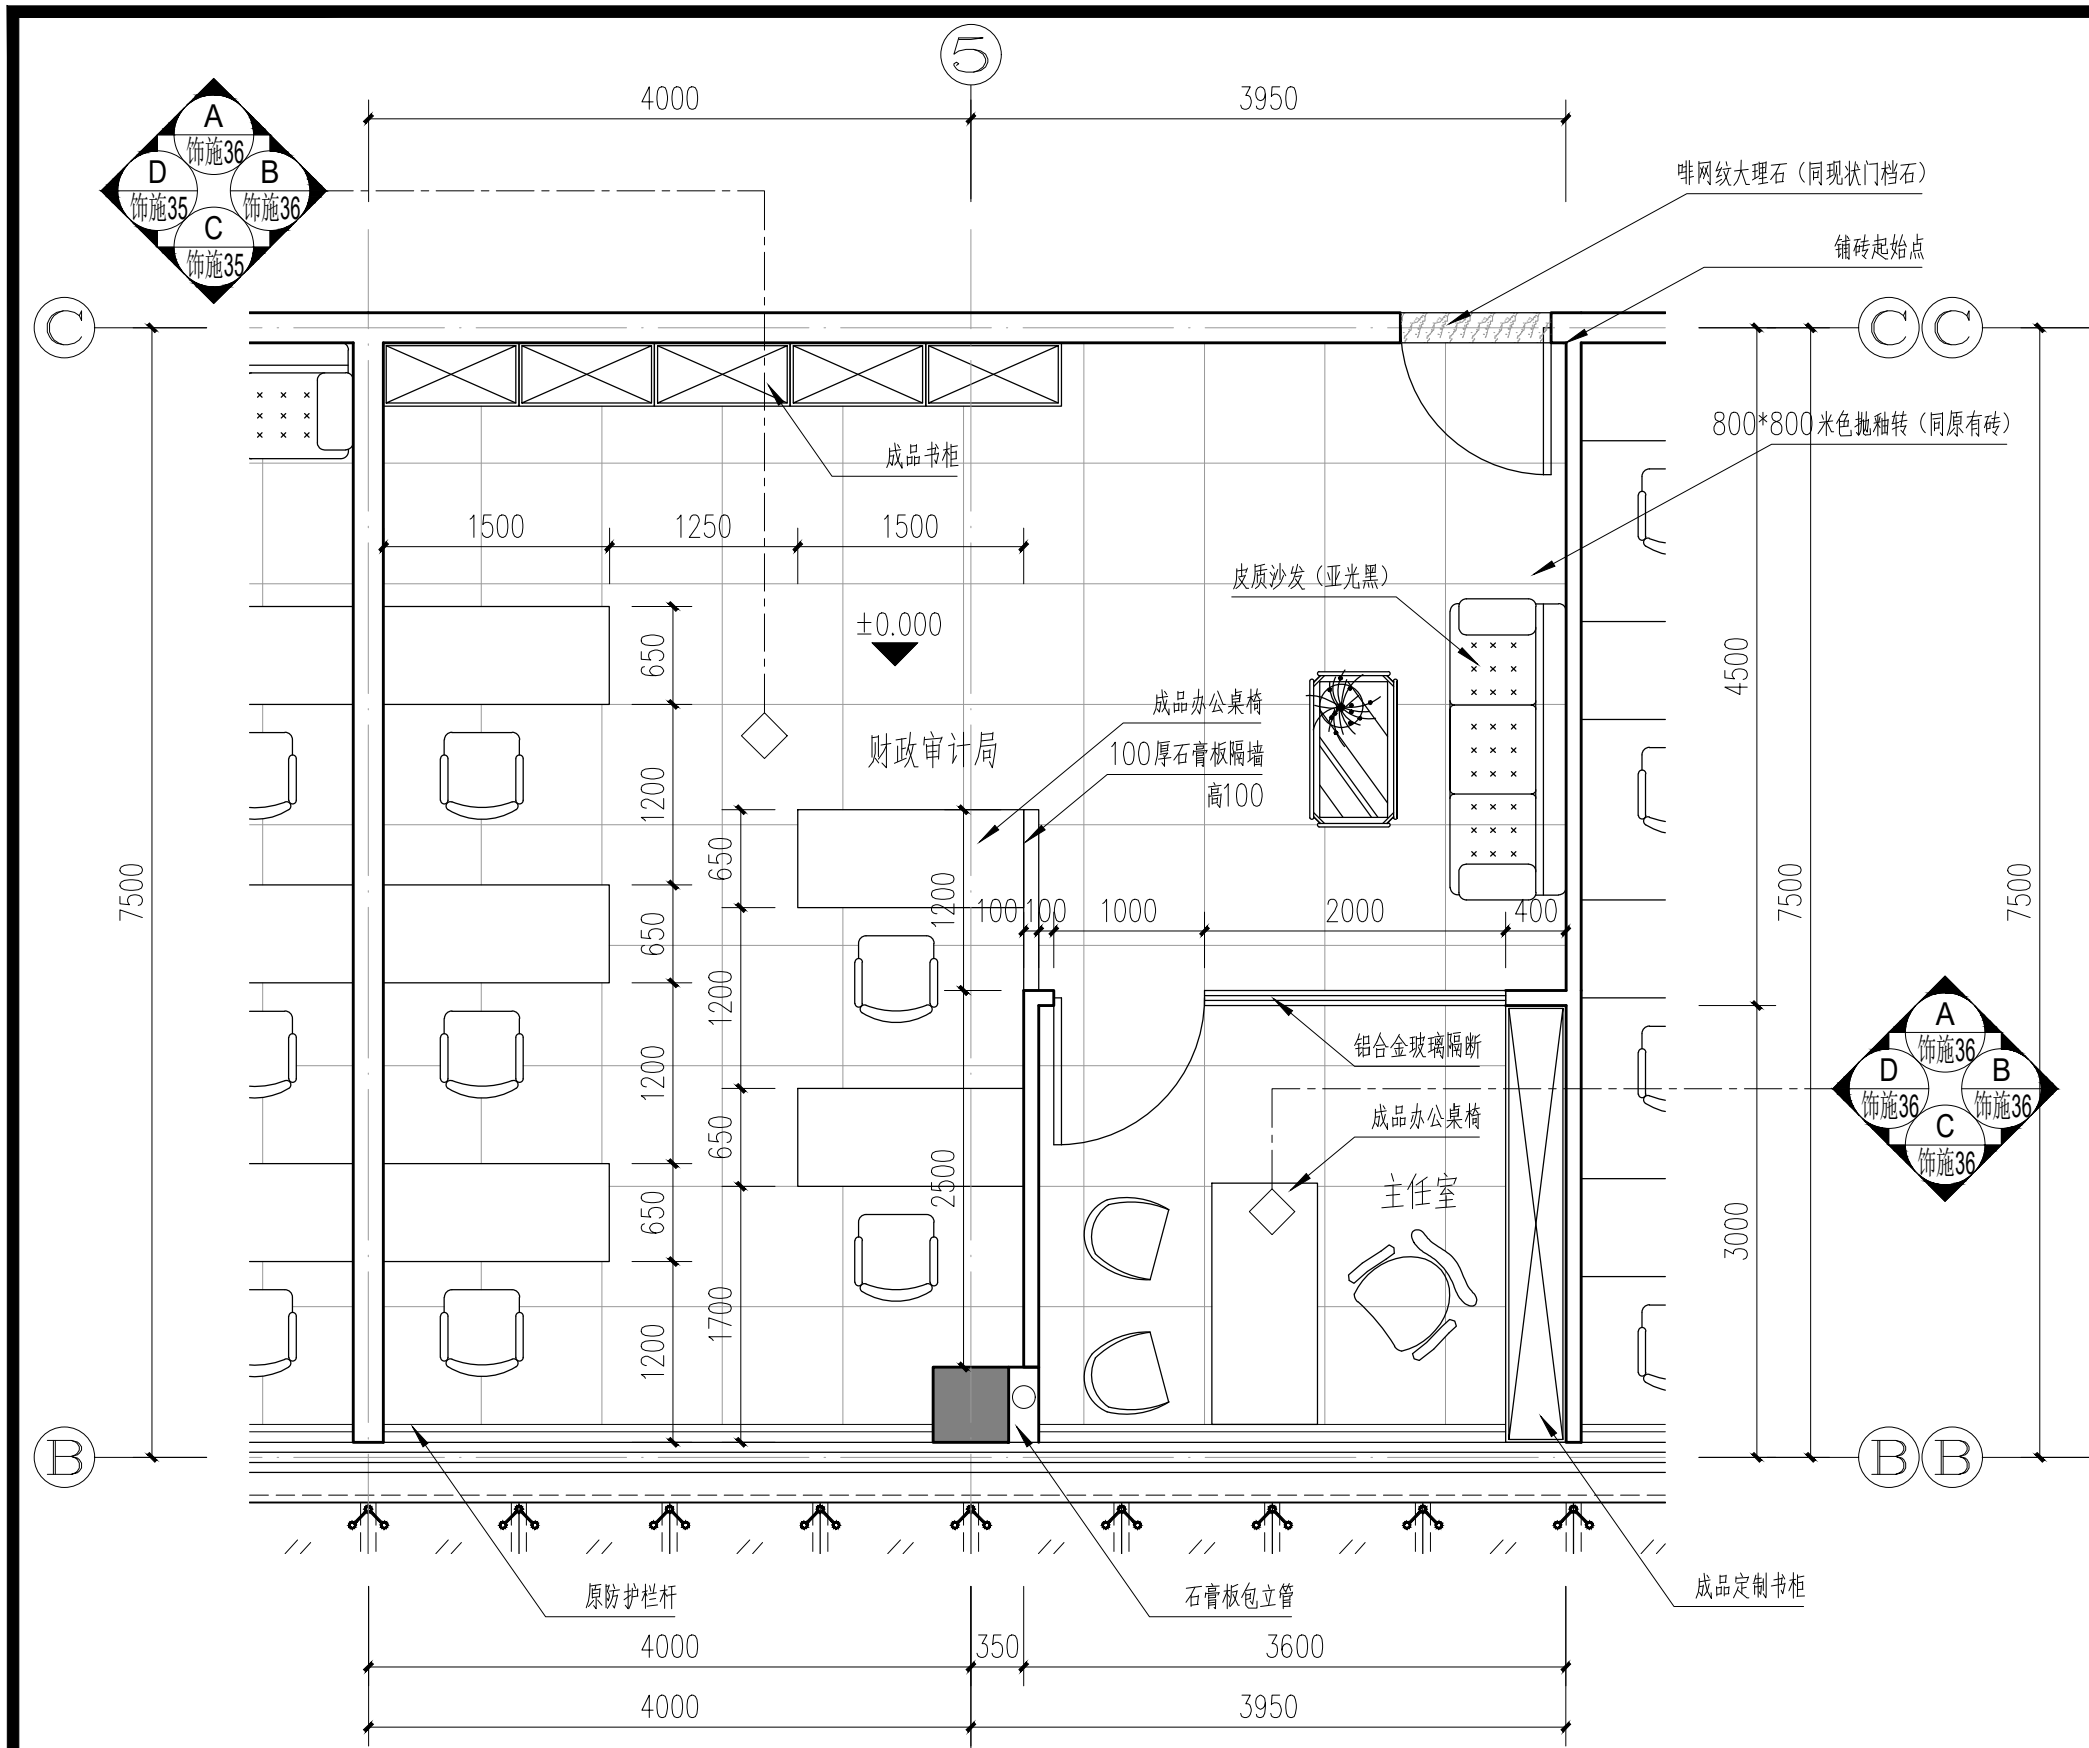 5
4000
3950
A
饰施36
D
饰施35
B
饰施36
C
饰施35
啡网纹大理石（同现状门档石）
铺砖起始点
C
C
C
800*800米色抛釉转（同原有砖）
成品书柜
1500
1250
1500
皮质沙发（亚光黑）
±0.000
650
4500
成品办公桌椅
财政审计局
100厚石膏板隔墙
高100
1200
650
7500
7500
7500
1200
100
100
1000
2000
400
650
1200
铝合金玻璃隔断
A
饰施36
D
饰施36
B
饰施36
C
饰施36
1200
成品办公桌椅
650
2500
主任室
650
3000
1700
1200
B
B
B
原防护栏杆
石膏板包立管
成品定制书柜
4000
350
3600
4000
3950